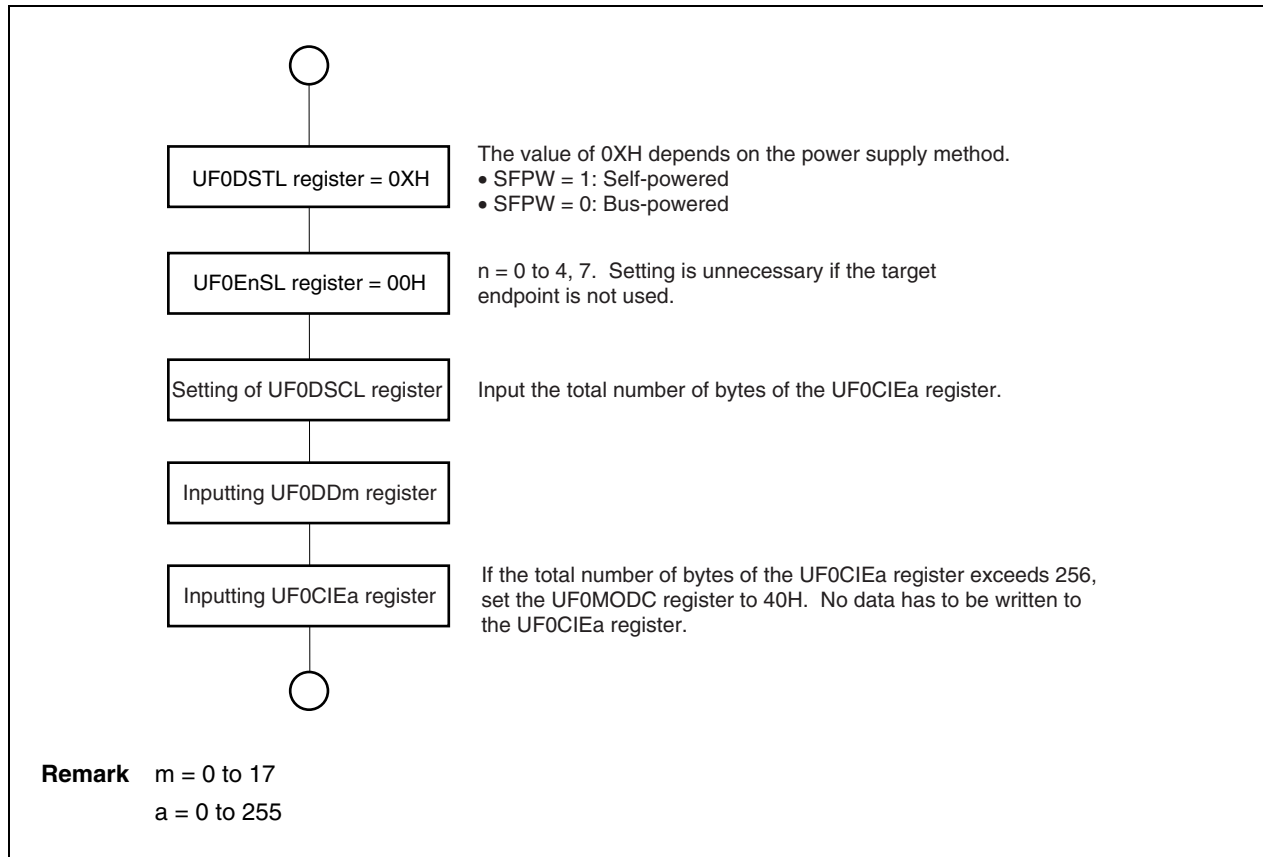 UF0DSTL register = 0XH
The value of 0XH depends on the power supply method.
• SFPW = 1: Self-powered
• SFPW = 0: Bus-powered
UF0EnSL register = 00H
n = 0 to 4, 7.  Setting is unnecessary if the target
endpoint is not used.
Setting of UF0DSCL register
Input the total number of bytes of the UF0CIEa register.
Inputting UF0DDm register
Inputting UF0CIEa register
If the total number of bytes of the UF0CIEa register exceeds 256,
set the UF0MODC register to 40H.  No data has to be written to
the UF0CIEa register.
Remark m = 0 to 17
a = 0 to 255